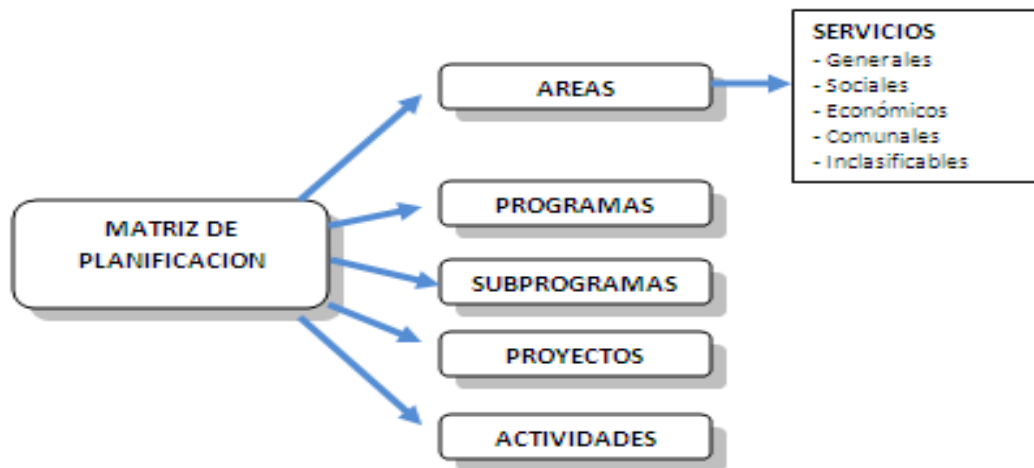 MATRIZ DE
PLANIFICACION
AREAS
PROGRAMAS
SUBPROGRAMAS
PROYECTOS
ACTIVIDADES
SERVICIOS
- Generales
- Sociales
- Económicos
- Comunales
- Inclasificables